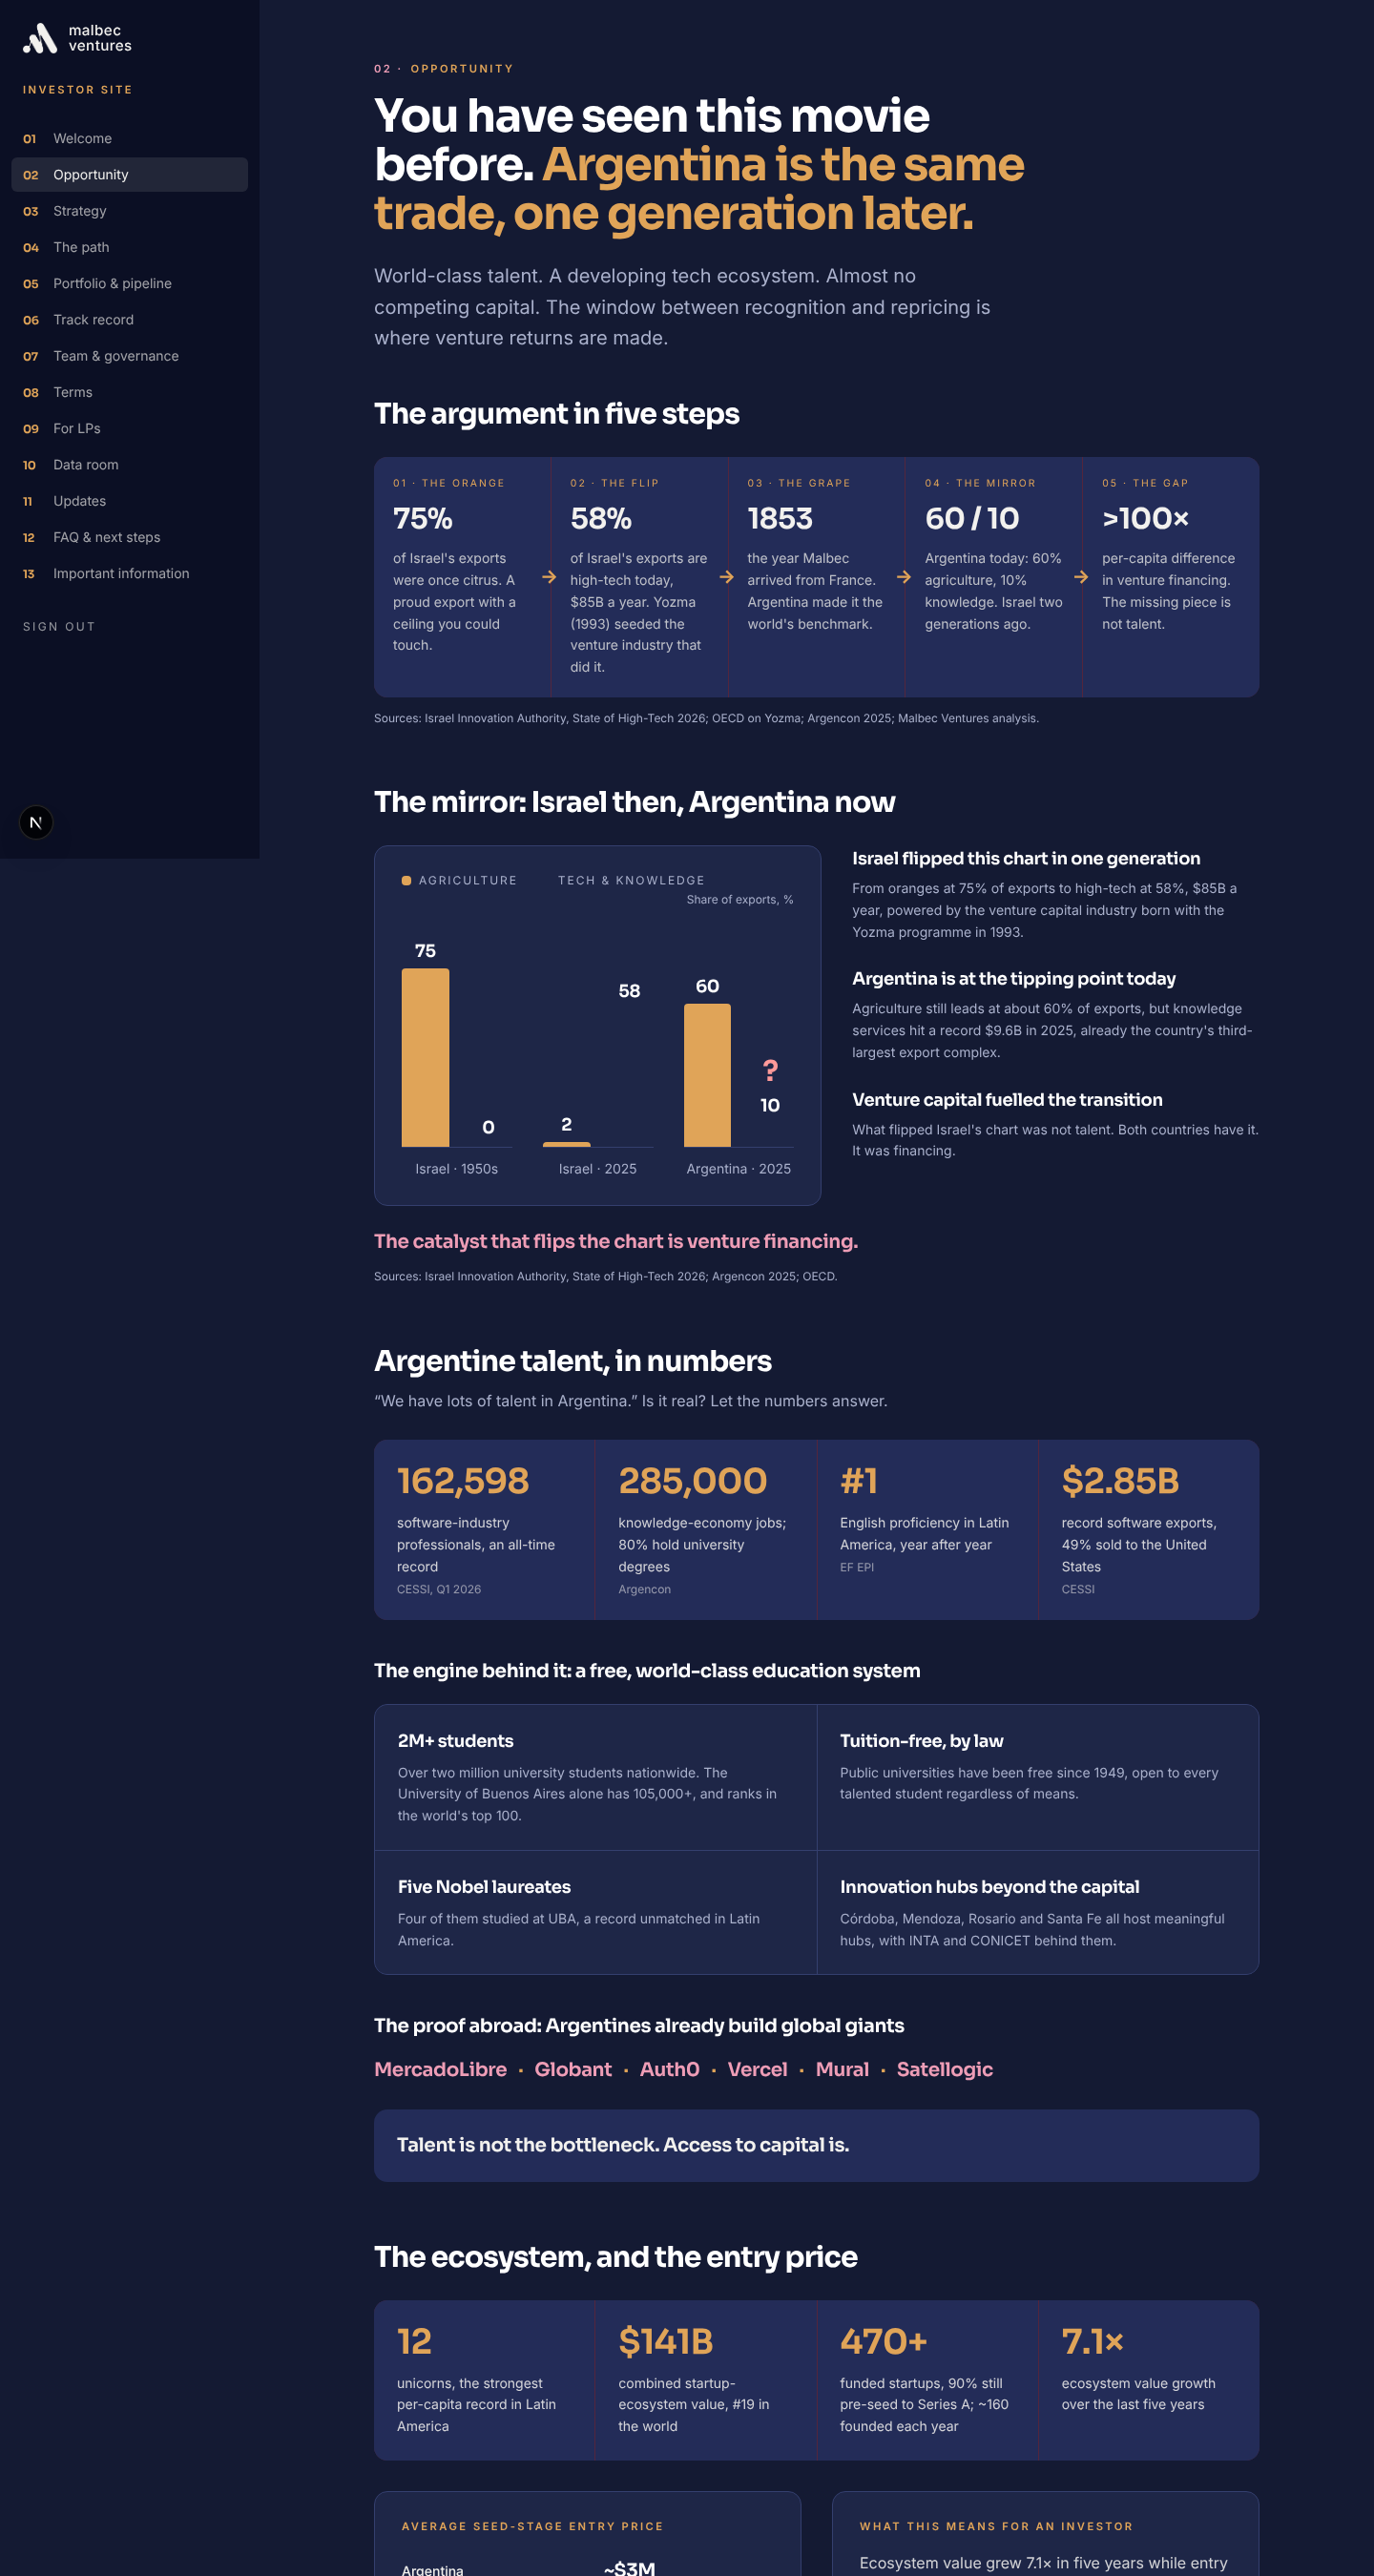 malbec
ventures
INVESTOR SITE
01 Welcome
02 Opportunity
03 Strategy
04 The path
05 Portfolio & pipeline
06 Track record
07 Team & governance
08 Terms
09 For LPs
10 Data room
11 Updates
12 FAQ & next steps
13 Important information
SIGN OUT
N
02 · OPPORTUNITY
You have seen this movie
before. Argentina is the same
trade, one generation later.
World-class talent. A developing tech ecosystem. Almost no
competing capital. The window between recognition and repricing is
where venture returns are made.
The argument in five steps
01 · THE ORANGE
75%
of Israel's exports
were once citrus. A
proud export with a
ceiling you could
touch.
→
02 · THE FLIP
58%
of Israel's exports are
high-tech today,
$85B a year. Yozma
(1993) seeded the
venture industry that
did it.
→
03 · THE GRAPE
1853
the year Malbec
arrived from France.
Argentina made it the
world's benchmark.
→
04 · THE MIRROR
60 / 10
Argentina today: 60%
agriculture, 10%
knowledge. Israel two
generations ago.
→
05 · THE GAP
>100×
per-capita difference
in venture financing.
The missing piece is
not talent.
Sources: Israel Innovation Authority, State of High-Tech 2026; OECD on Yozma; Argencon 2025; Malbec Ventures analysis.
The mirror: Israel then, Argentina now
AGRICULTURE TECH & KNOWLEDGE
Share of exports, %
75
0
2
58
60
?
10
Israel · 1950s
Israel · 2025
Argentina · 2025
Israel flipped this chart in one generation
From oranges at 75% of exports to high-tech at 58%, $85B a
year, powered by the venture capital industry born with the
Yozma programme in 1993.
Argentina is at the tipping point today
Agriculture still leads at about 60% of exports, but knowledge
services hit a record $9.6B in 2025, already the country's third-
largest export complex.
Venture capital fuelled the transition
What flipped Israel's chart was not talent. Both countries have it.
It was financing.
The catalyst that flips the chart is venture financing.
Sources: Israel Innovation Authority, State of High-Tech 2026; Argencon 2025; OECD.
Argentine talent, in numbers
“We have lots of talent in Argentina.” Is it real? Let the numbers answer.
162,598
software-industry
professionals, an all-time
record
CESSI, Q1 2026
285,000
knowledge-economy jobs;
80% hold university
degrees
Argencon
#1
English proficiency in Latin
America, year after year
EF EPI
$2.85B
record software exports,
49% sold to the United
States
CESSI
The engine behind it: a free, world-class education system
2M+ students
Over two million university students nationwide. The
University of Buenos Aires alone has 105,000+, and ranks in
the world's top 100.
Tuition-free, by law
Public universities have been free since 1949, open to every
talented student regardless of means.
Five Nobel laureates
Four of them studied at UBA, a record unmatched in Latin
America.
Innovation hubs beyond the capital
Córdoba, Mendoza, Rosario and Santa Fe all host meaningful
hubs, with INTA and CONICET behind them.
The proof abroad: Argentines already build global giants
MercadoLibre · Globant · Auth0 · Vercel · Mural · Satellogic
Talent is not the bottleneck. Access to capital is.
The ecosystem, and the entry price
12
unicorns, the strongest
per-capita record in Latin
America
$141B
combined startup-
ecosystem value, #19 in
the world
470+
funded startups, 90% still
pre-seed to Series A; ~160
founded each year
7.1×
ecosystem value growth
over the last five years
AVERAGE SEED-STAGE ENTRY PRICE
Argentina ~$3M
WHAT THIS MEANS FOR AN INVESTOR
Ecosystem value grew 7.1× in five years while entry